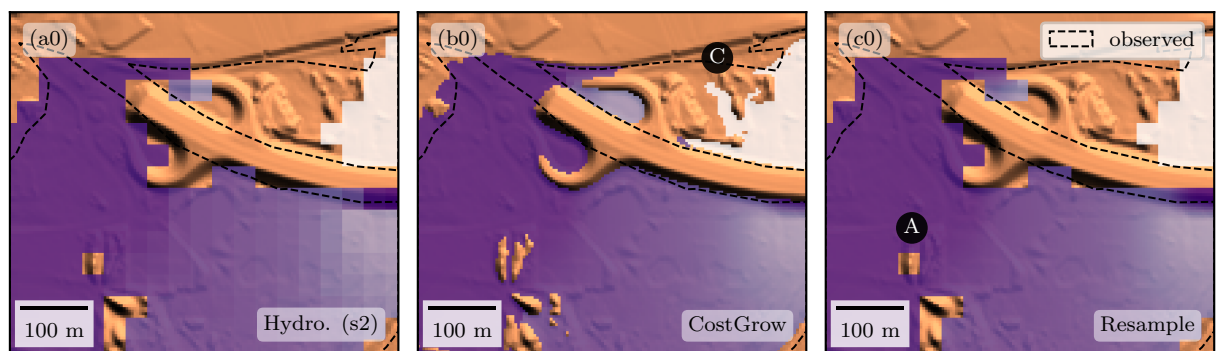 (a0)
Hydro. (s2)
100 m
(b0)
C
CostGrow
100 m
(c0)
observed
A
Resample
100 m